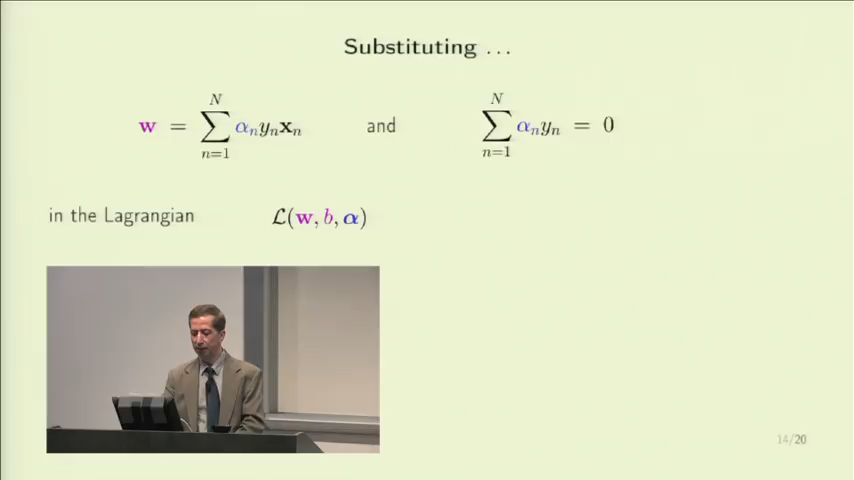 Substituting ...
w = ∑_{n=1}^{N} α_n y_n x_n and ∑_{n=1}^{N} α_n y_n = 0
in the Lagrangian ℒ(w, b, α)
14/20